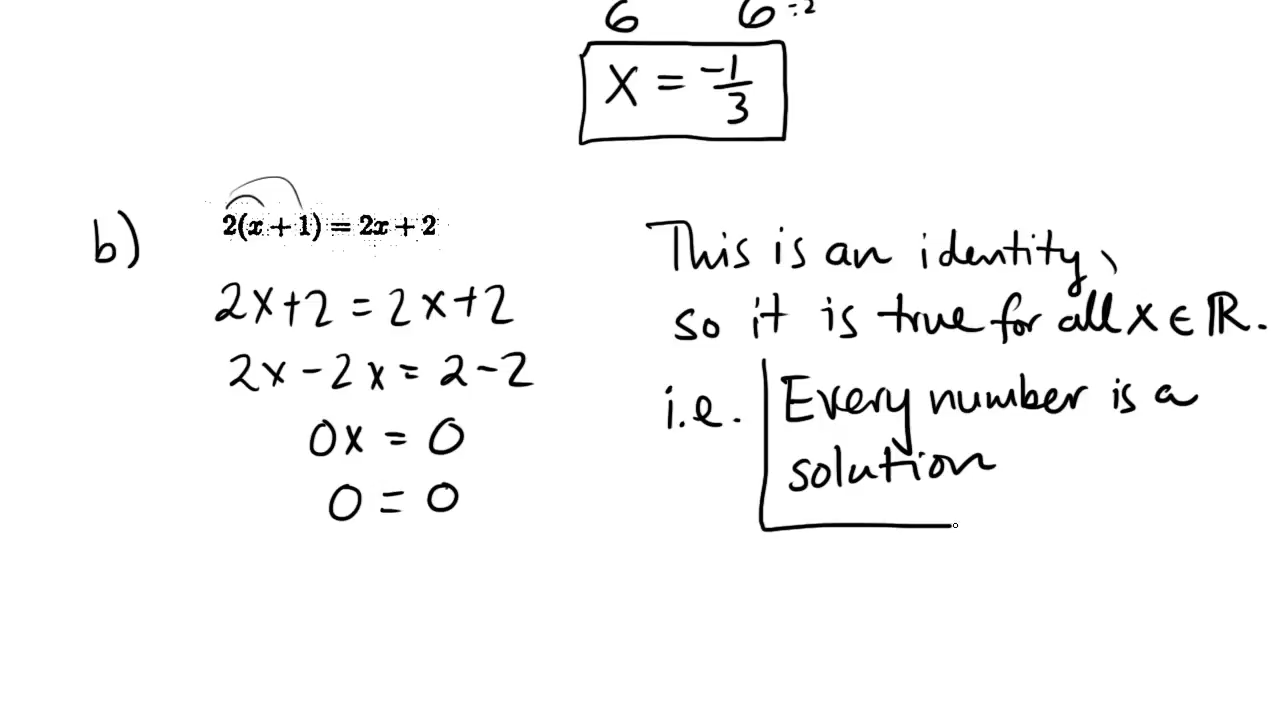 6 6÷2
x = -1/3
b) 2(x + 1) = 2x + 2
2x+2 = 2x+2
2x-2x = 2-2
0x = 0
0 = 0
This is an identity,
so it is true for all x ∈ ℝ.
i.e. Every number is a
solution